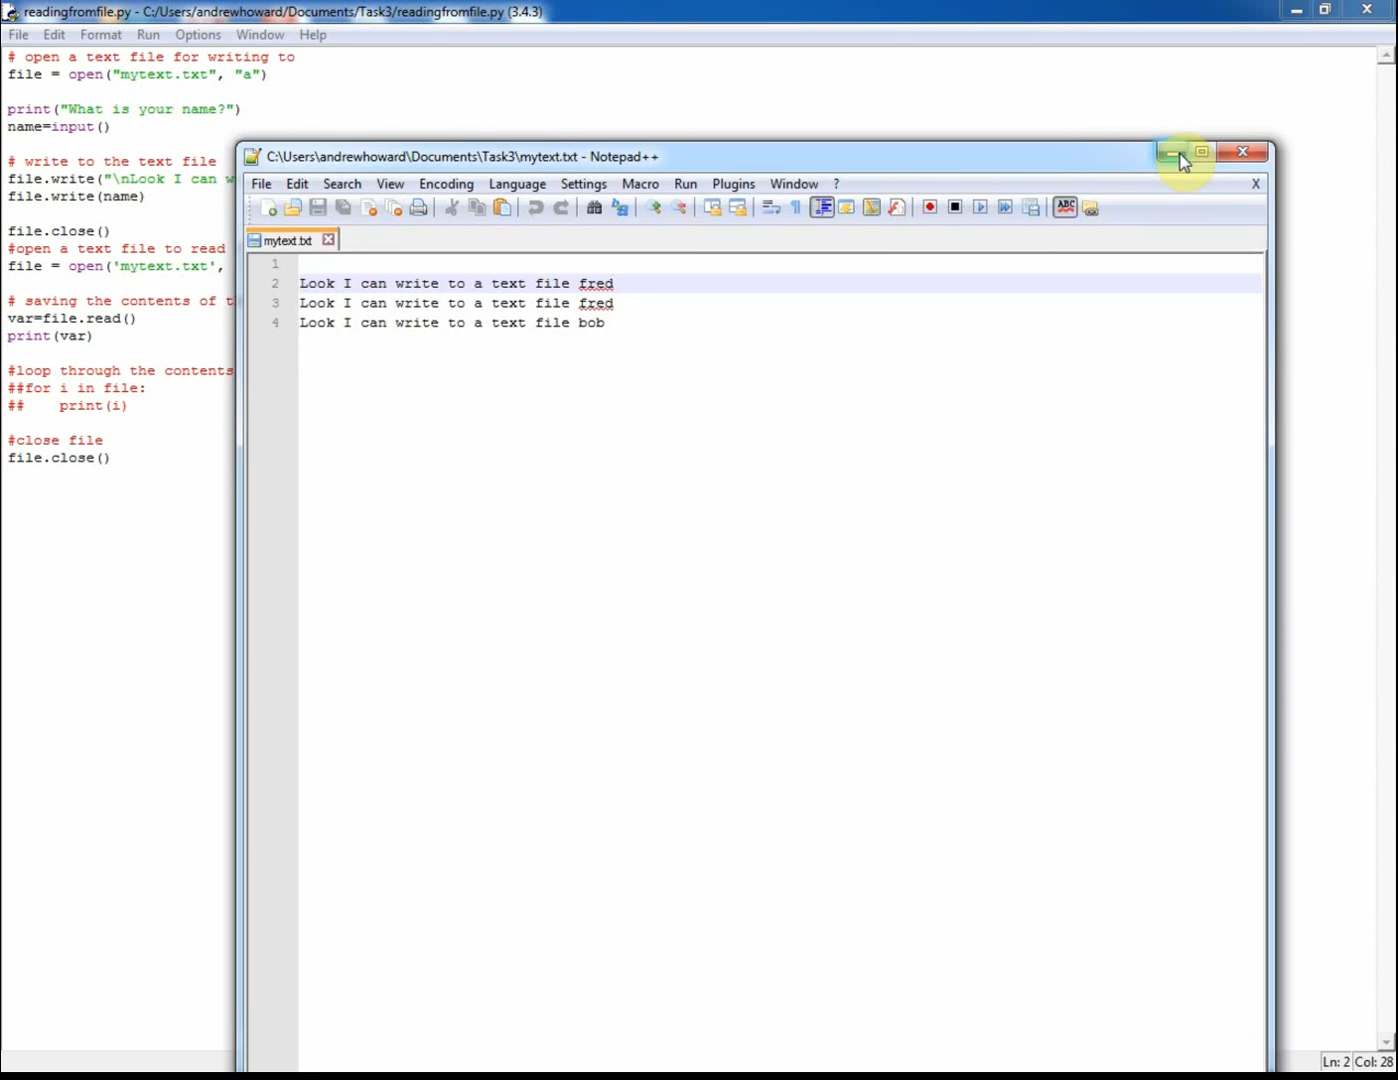 readingfromfile.py - C:/Users/andrewhoward/Documents/Task3/readingfromfile.py (3.4.3)
File Edit Format Run Options Window Help
# open a text file for writing to
file = open("mytext.txt", "a")
print("What is your name?")
name=input()
# write to the text file
file.write("\nLook I can w
file.write(name)
file.close()
#open a text file to read
file = open('mytext.txt',
# saving the contents of t
var=file.read()
print(var)
#loop through the contents
##for i in file:
##    print(i)
#close file
file.close()
C:\Users\andrewhoward\Documents\Task3\mytext.txt - Notepad++
File Edit Search View Encoding Language Settings Macro Run Plugins Window ? X
ABC
mytext.txt
1
2 Look I can write to a text file fred
3 Look I can write to a text file fred
4 Look I can write to a text file bob
Ln: 2 Col: 28